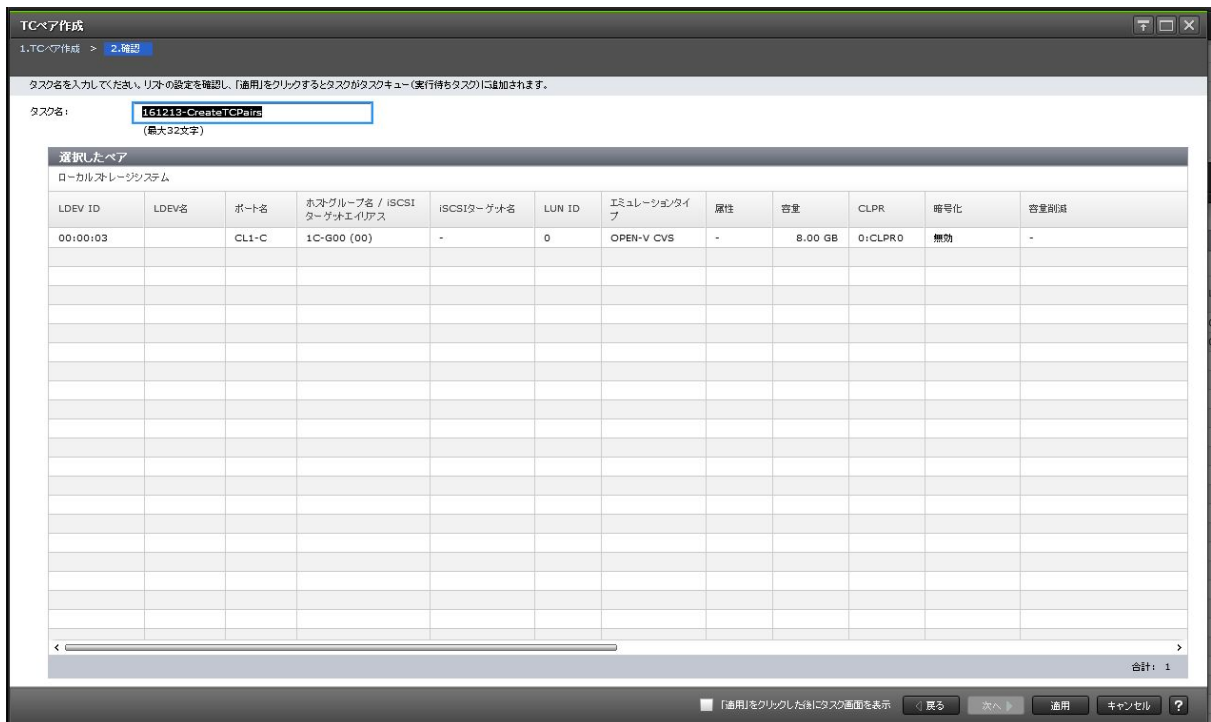 TCペア作成
1.TCペア作成 > 2.確認
タスク名を入力してください。リストの設定を確認し、「適用」をクリックするとタスクがタスクキュー(実行待ちタスク)に追加されます。
タスク名: 161213-CreateTCPairs
(最大32文字)
選択したペア
ローカルストレージシステム
LDEV ID LDEV名 ポート名 ホストグループ名 / iSCSI ターゲットエイリアス iSCSIターゲット名 LUN ID エミュレーションタイプ 属性 容量 CLPR 暗号化 容量削減
00:00:03 CL1-C 1C-G00 (00) - 0 OPEN-V CVS - 8.00 GB 0:CLPR0 無効 -
合計: 1
「適用」をクリックした後にタスク画面を表示 戻る 次へ 適用 キャンセル ?